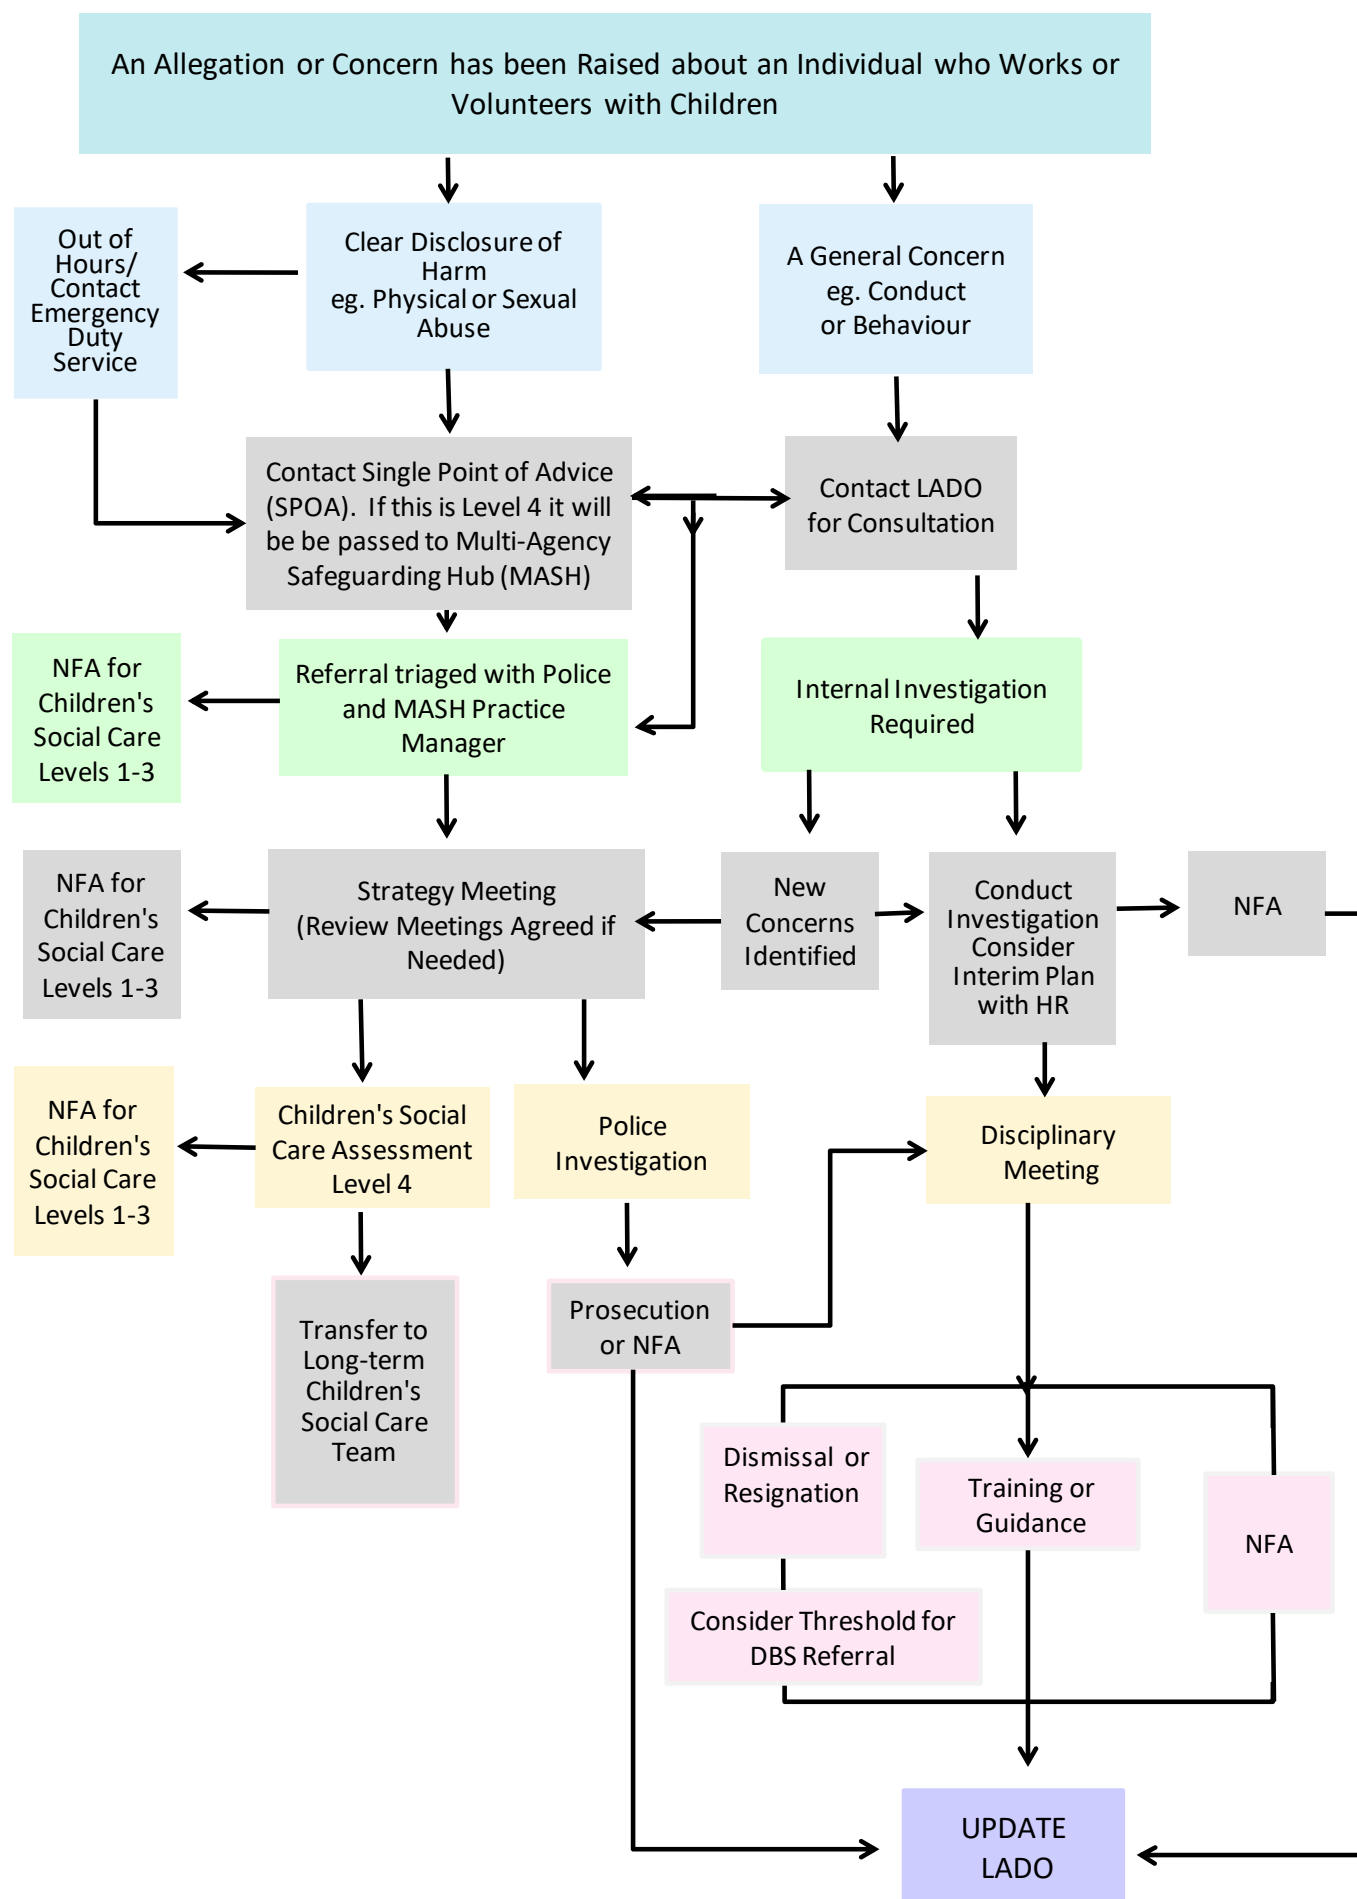 An Allegation or Concern has been Raised about an Individual who Works or
Volunteers with Children
Out of
Hours/
Contact
Emergency
Duty
Service
Clear Disclosure of
Harm
eg. Physical or Sexual
Abuse
A General Concern
eg. Conduct
or Behaviour
Contact Single Point of Advice
(SPOA). If this is Level 4 it will
be be passed to Multi-Agency
Safeguarding Hub (MASH)
Contact LADO
for Consultation
NFA for
Children's
Social Care
Levels 1-3
Referral triaged with Police
and MASH Practice
Manager
Internal Investigation
Required
NFA for
Children's
Social Care
Levels 1-3
Strategy Meeting
(Review Meetings Agreed if
Needed)
New
Concerns
Identified
Conduct
Investigation
Consider
Interim Plan
with HR
NFA
NFA for
Children's
Social Care
Levels 1-3
Children's Social
Care Assessment
Level 4
Police
Investigation
Disciplinary
Meeting
Transfer to
Long-term
Children's
Social Care
Team
Prosecution
or NFA
Dismissal or
Resignation
Training or
Guidance
NFA
Consider Threshold for
DBS Referral
UPDATE
LADO